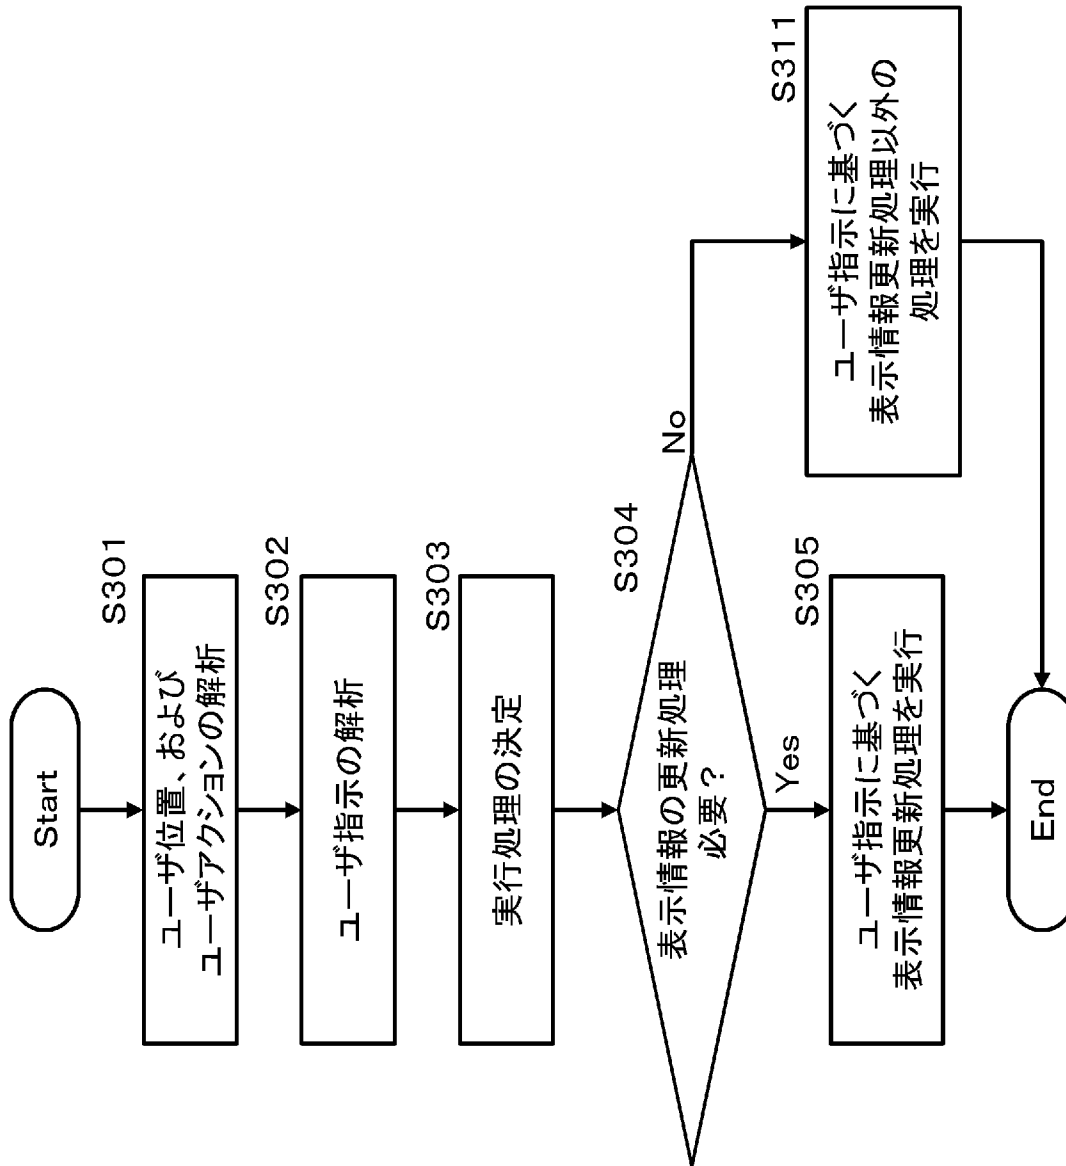 Start
S301
ユーザ位置、および
ユーザアクションの解析
S302
ユーザ指示の解析
S303
実行処理の決定
S304
表示情報の更新処理
必要?
No
Yes
S305
ユーザ指示に基づく
表示情報更新処理を実行
S311
ユーザ指示に基づく
表示情報更新処理以外の
処理を実行
End